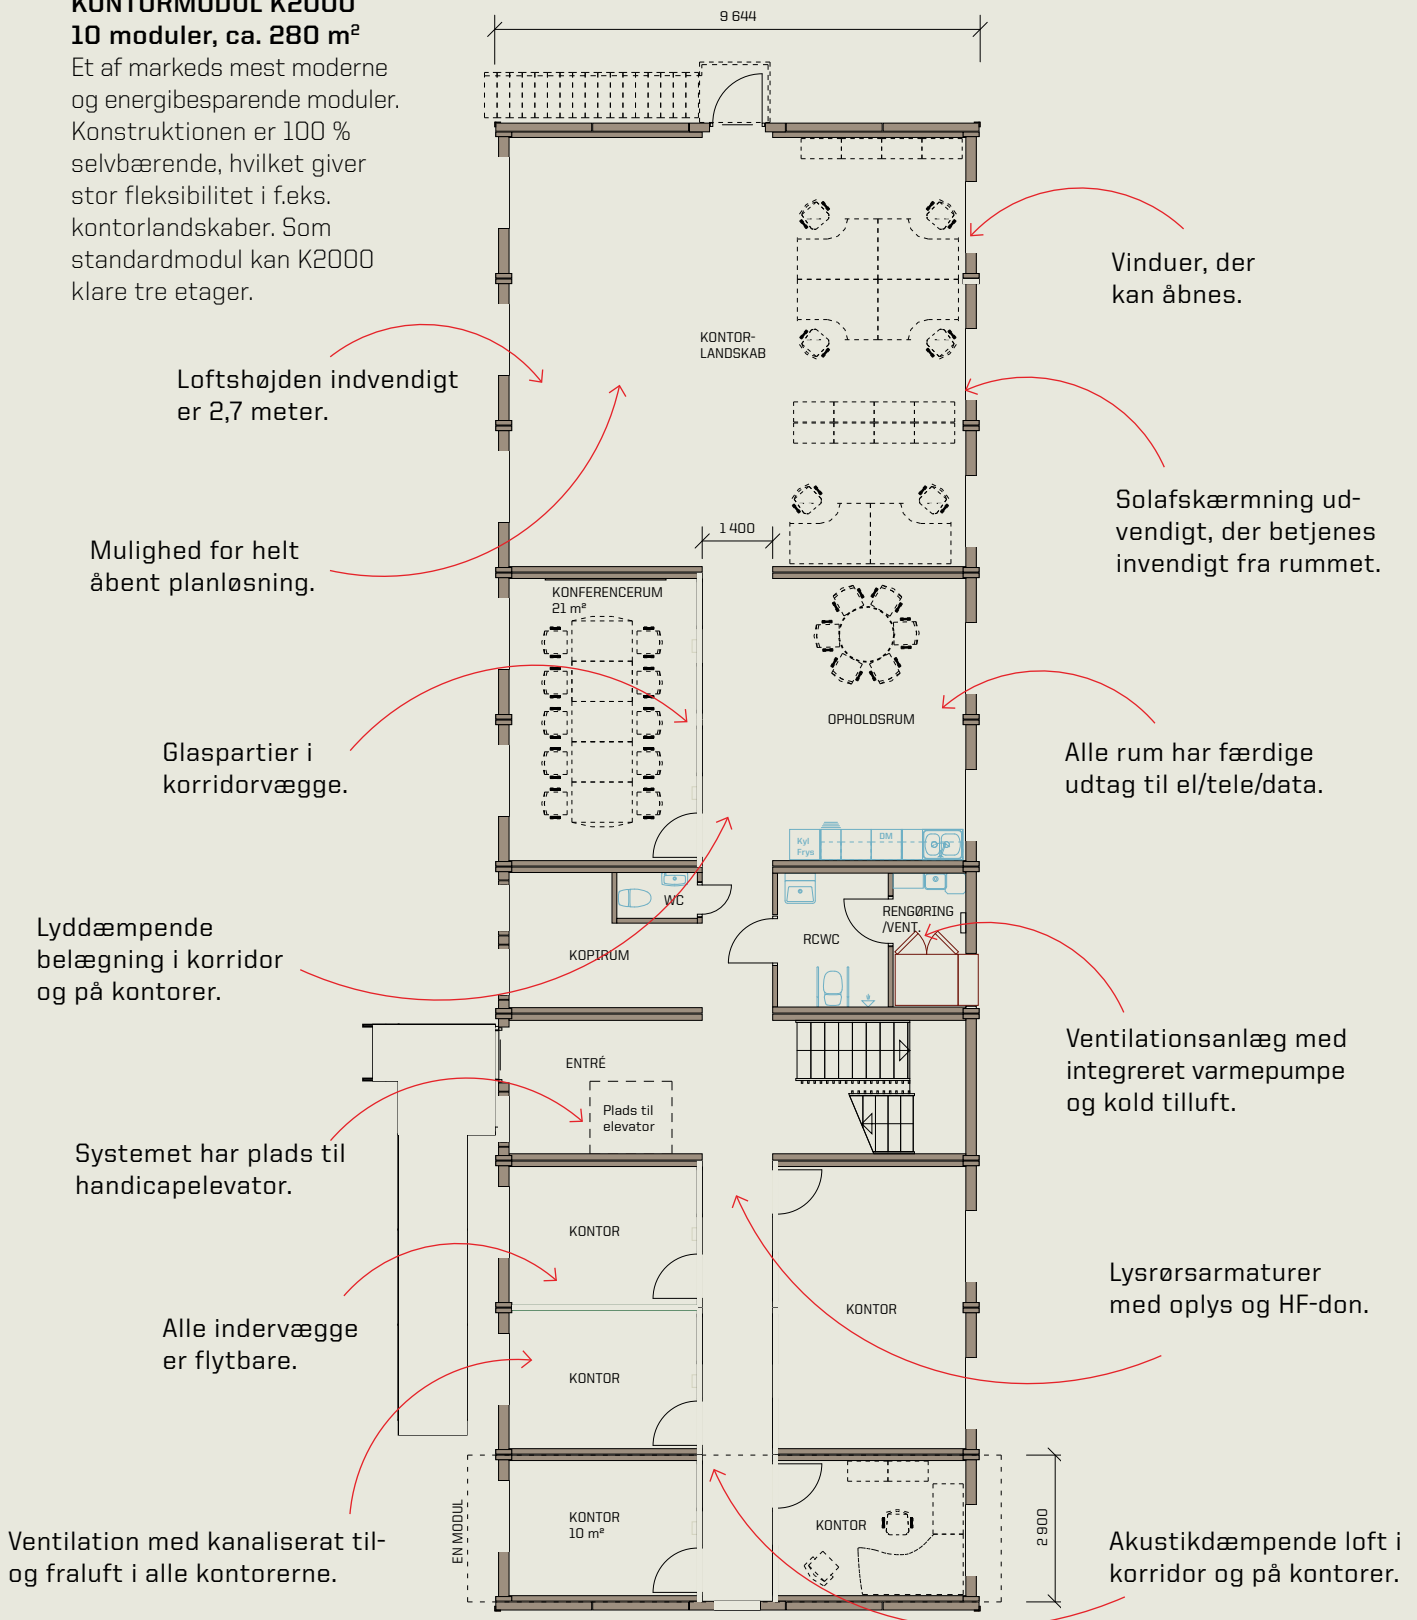 KONTORMODUL K2000
10 moduler, ca. 280 m²
Et af markeds mest moderne
og energibesparende moduler.
Konstruktionen er 100 %
selvbærende, hvilket giver
stor fleksibilitet i f.eks.
kontorlandskaber. Som
standardmodul kan K2000
klare tre etager.
9 644
Vinduer, der
kan åbnes.
KONTOR-
LANDSKAB
Loftshøjden indvendigt
er 2,7 meter.
Solafskærmning ud-
vendigt, der betjenes
invendigt fra rummet.
1 400
Mulighed for helt
åbent planløsning.
KONFERENCERUM
21 m²
OPHOLDSRUM
Glaspartier i
korridorvægge.
Alle rum har færdige
udtag til el/tele/data.
Kyl
Frys
DM
WC
RENGØRING
/VENT.
RCWC
KOPIRUM
Lyddæmpende
belægning i korridor
og på kontorer.
Ventilationsanlæg med
integreret varmepumpe
og kold tilluft.
ENTRÉ
Plads til
elevator
Systemet har plads til
handicapelevator.
KONTOR
Lysrørsarmaturer
med oplys og HF-don.
KONTOR
Alle indervægge
er flytbare.
KONTOR
KONTOR
10 m²
KONTOR
EN MODUL
2 900
Ventilation med kanaliserat til-
og fraluft i alle kontorerne.
Akustikdæmpende loft i
korridor og på kontorer.